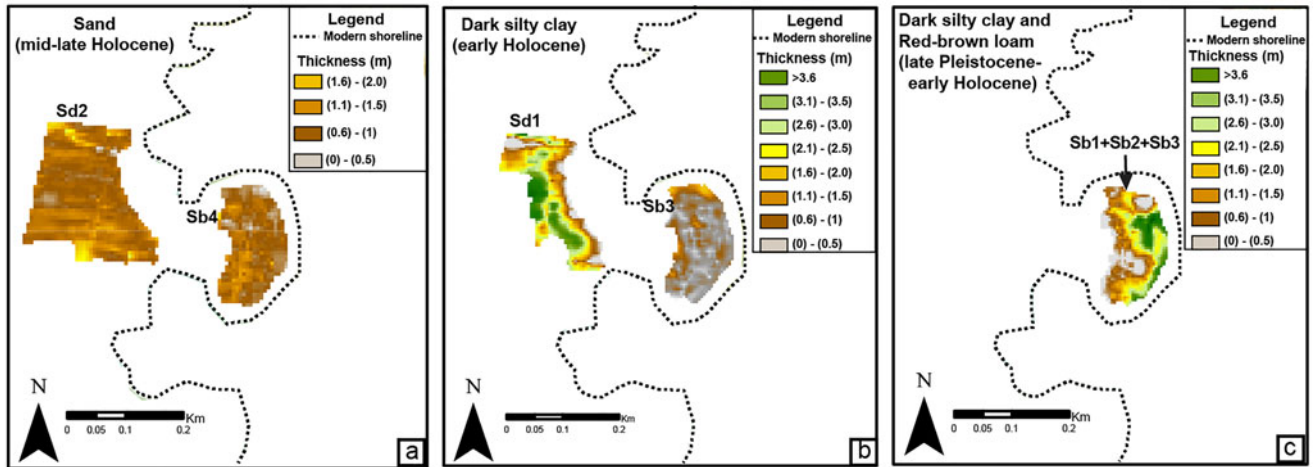 Sand
(mid-late Holocene)
Legend
Modern shoreline
Thickness (m)
(1.6) - (2.0)
(1.1) - (1.5)
(0.6) - (1)
(0) - (0.5)
Sd2
Sb4
N
Km
0 0.05 0.1 0.2
a
Dark silty clay
(early Holocene)
Legend
Modern shoreline
Thickness (m)
>3.6
(3.1) - (3.5)
(2.6) - (3.0)
(2.1) - (2.5)
(1.6) - (2.0)
(1.1) - (1.5)
(0.6) - (1)
(0) - (0.5)
Sd1
Sb3
N
Km
0 0.05 0.1 0.2
b
Dark silty clay and
Red-brown loam
(late Pleistocene-
early Holocene)
Legend
Modern shoreline
Thickness (m)
>3.6
(3.1) - (3.5)
(2.6) - (3.0)
(2.1) - (2.5)
(1.6) - (2.0)
(1.1) - (1.5)
(0.6) - (1)
(0) - (0.5)
Sb1+Sb2+Sb3
N
Km
0 0.05 0.1 0.2
c